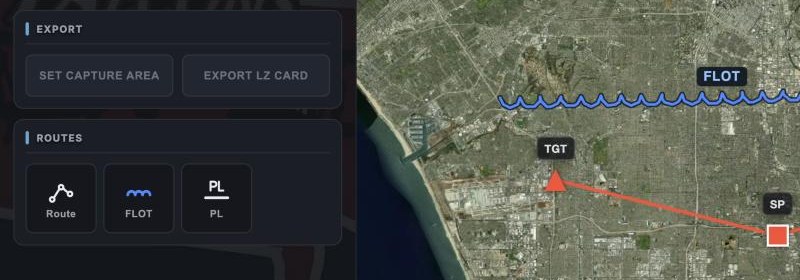 EXPORT
SET CAPTURE AREA
EXPORT LZ CARD
ROUTES
Route
FLOT
PL
PL
FLOT
TGT
SP